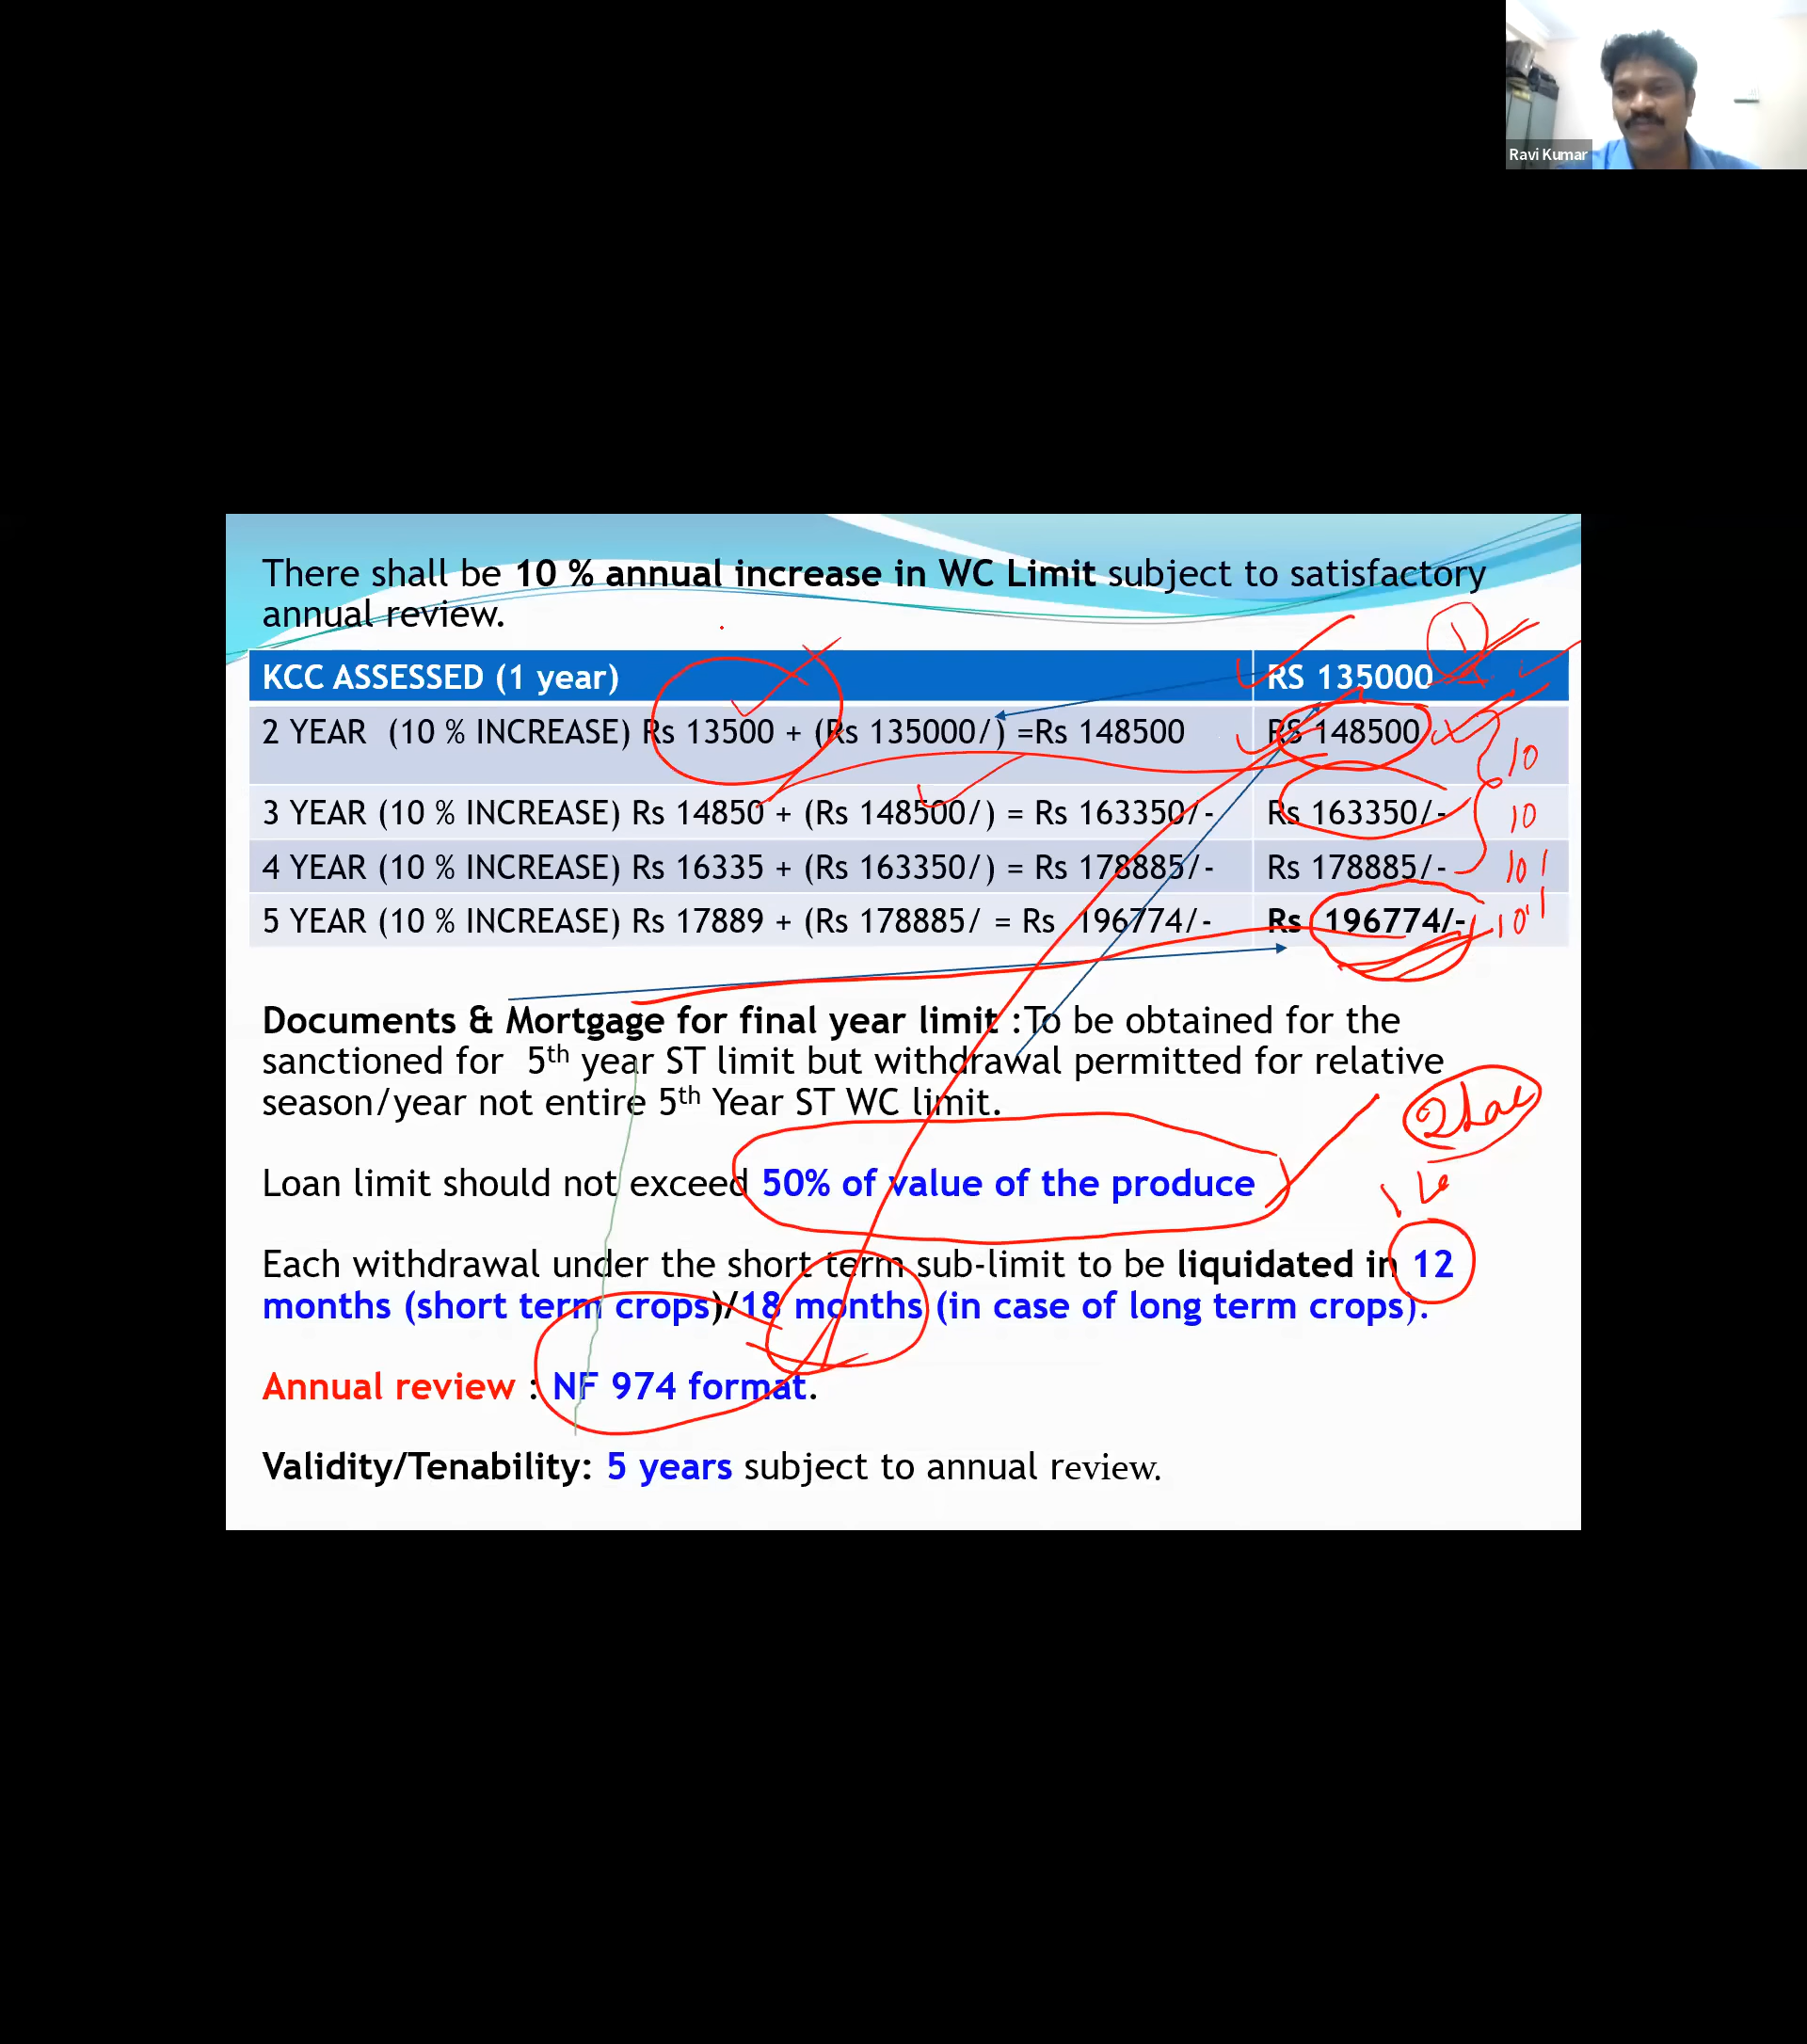 Ravi Kumar
There shall be 10 % annual increase in WC Limit subject to satisfactory
annual review.
KCC ASSESSED (1 year) RS 135000
2 YEAR (10 % INCREASE) Rs 13500 + (Rs 135000/) =Rs 148500 RS 148500
10
3 YEAR (10 % INCREASE) Rs 14850 + (Rs 148500/) = Rs 163350/- Rs 163350/- 10
4 YEAR (10 % INCREASE) Rs 16335 + (Rs 163350/) = Rs 178885/- Rs 178885/- 10
5 YEAR (10 % INCREASE) Rs 17889 + (Rs 178885/ = Rs 196774/- Rs 196774/- 10
Documents & Mortgage for final year limit :To be obtained for the
sanctioned for 5th year ST limit but withdrawal permitted for relative
season/year not entire 5th Year ST WC limit.
2 Lac
Loan limit should not exceed 50% of value of the produce
Each withdrawal under the short term sub-limit to be liquidated in 12
months (short term crops)/18 months (in case of long term crops).
Annual review : NF 974 format.
Validity/Tenability: 5 years subject to annual review.